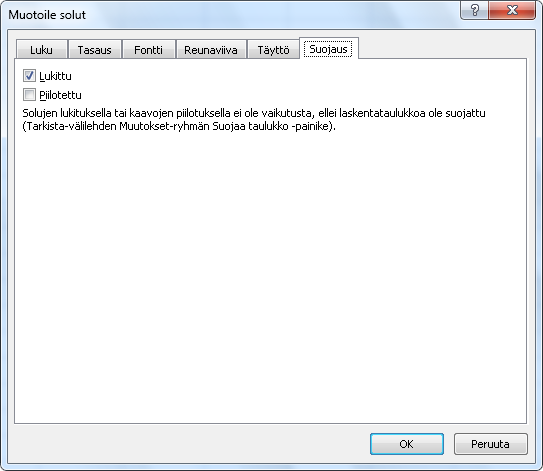 Muotoile solut
Luku Tasaus Fontti Reunaviiva Täyttö Suojaus
Lukittu
Piilotettu
Solujen lukituksella tai kaavojen piilotuksella ei ole vaikutusta, ellei laskentataulukkoa ole suojattu
(Tarkista-välilehden Muutokset-ryhmän Suojaa taulukko -painike).
OK Peruuta